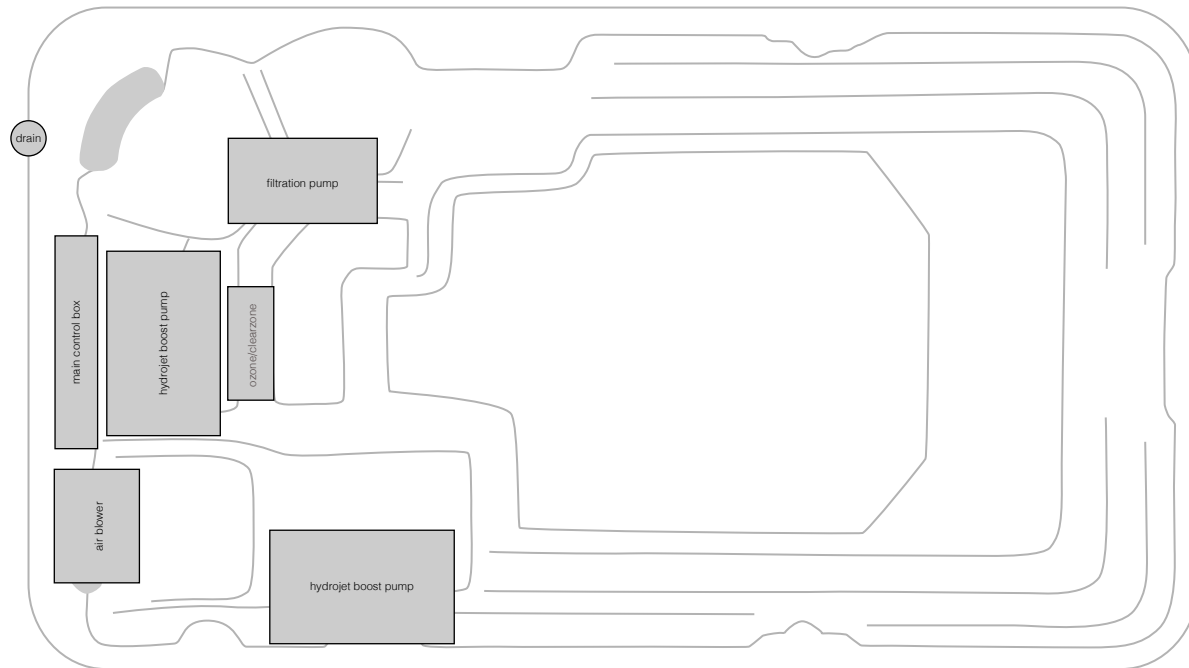 drain
filtration pump
main control box
hydrojet boost pump
ozone/clearzone
air blower
hydrojet boost pump